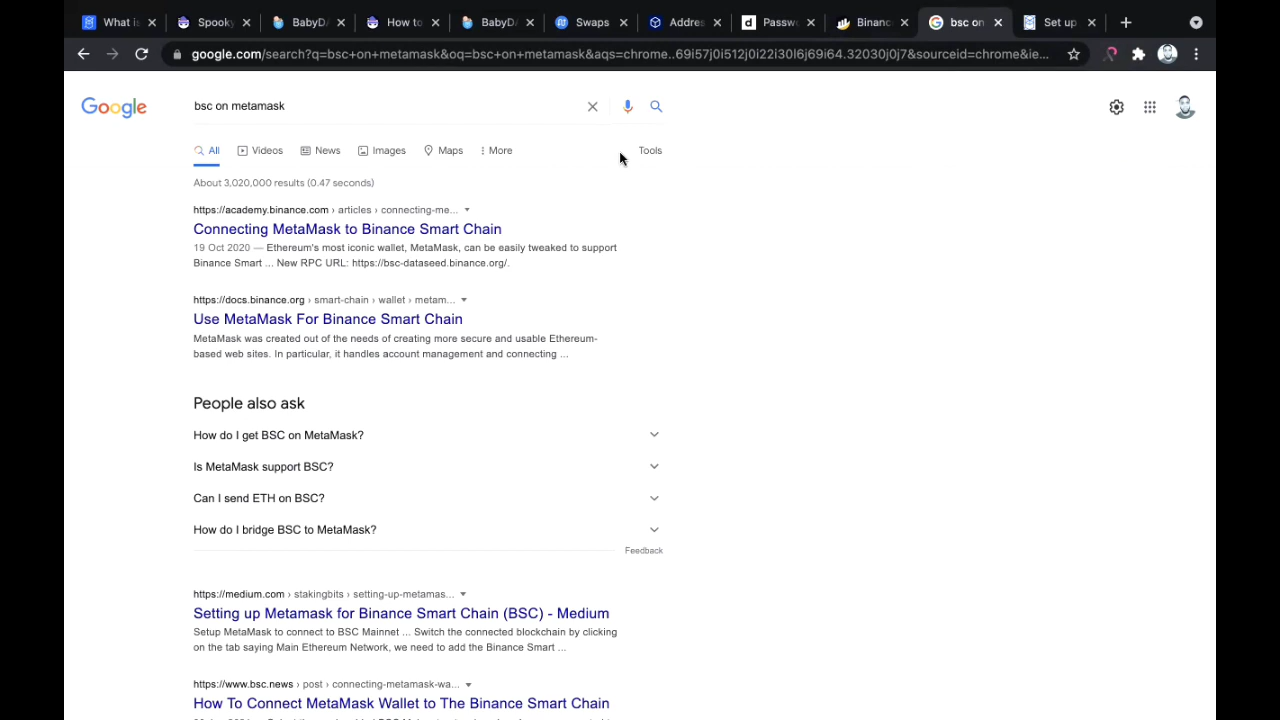 What is
Spooky
BabyDA
How to
BabyDA
Swaps
Addres
d
Passw
Binanc
bsc on
Set up
google.com/search?q=bsc+on+metamask&oq=bsc+on+metamask&aqs=chrome..69i57j0i512j0i22i30l6j69i64.32030j0j7&sourceid=chrome&ie...
Google
bsc on metamask
All
Videos
News
Images
Maps
More
Tools
About 3,020,000 results (0.47 seconds)
https://academy.binance.com › articles › connecting-me...
Connecting MetaMask to Binance Smart Chain
19 Oct 2020 — Ethereum's most iconic wallet, MetaMask, can be easily tweaked to support
Binance Smart ... New RPC URL: https://bsc-dataseed.binance.org/.
https://docs.binance.org › smart-chain › wallet › metam...
Use MetaMask For Binance Smart Chain
MetaMask was created out of the needs of creating more secure and usable Ethereum-
based web sites. In particular, it handles account management and connecting ...
People also ask
How do I get BSC on MetaMask?
Is MetaMask support BSC?
Can I send ETH on BSC?
How do I bridge BSC to MetaMask?
Feedback
https://medium.com › stakingbits › setting-up-metamas...
Setting up Metamask for Binance Smart Chain (BSC) - Medium
Setup MetaMask to connect to BSC Mainnet ... Switch the connected blockchain by clicking
on the tab saying Main Ethereum Network, we need to add the Binance Smart ...
https://www.bsc.news › post › connecting-metamask-wa...
How To Connect MetaMask Wallet to The Binance Smart Chain